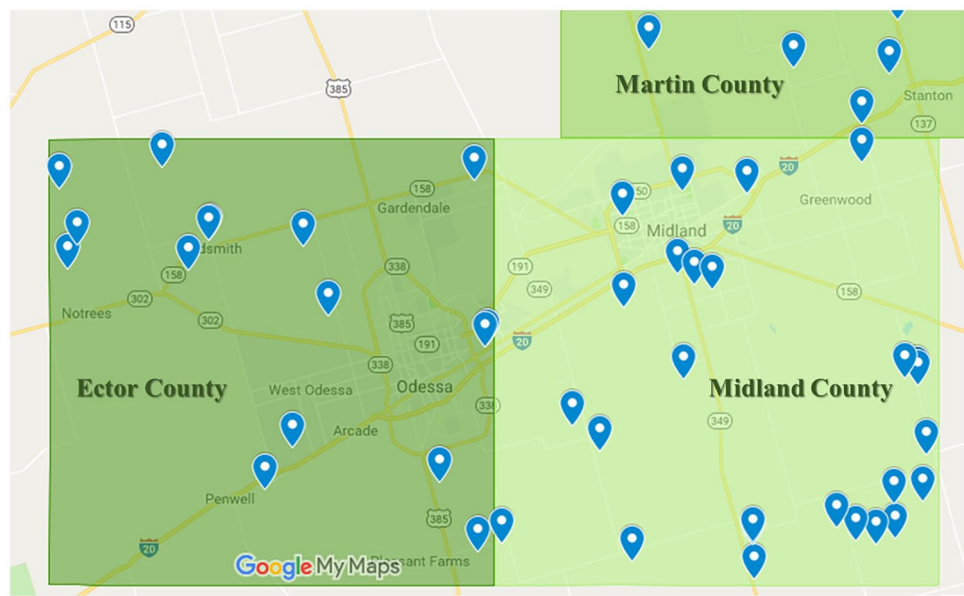 115
385
Martin County
Stanton
137
158
Gardendale
20
Greenwood
158
Midland
20
dsmith
338
191
349
158
158
302
Notrees
302
385
191
20
338
West Odessa
Odessa
Ector County
Midland County
338
349
Arcade
Penwell
385
20
Google My Maps
Pleasant Farms